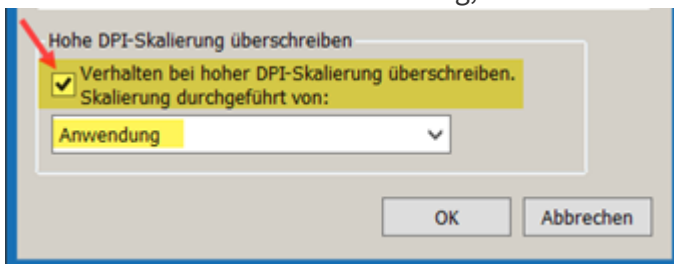 Hohe DPI-Skalierung überschreiben
Verhalten bei hoher DPI-Skalierung überschreiben.
Skalierung durchgeführt von:
Anwendung
OK Abbrechen